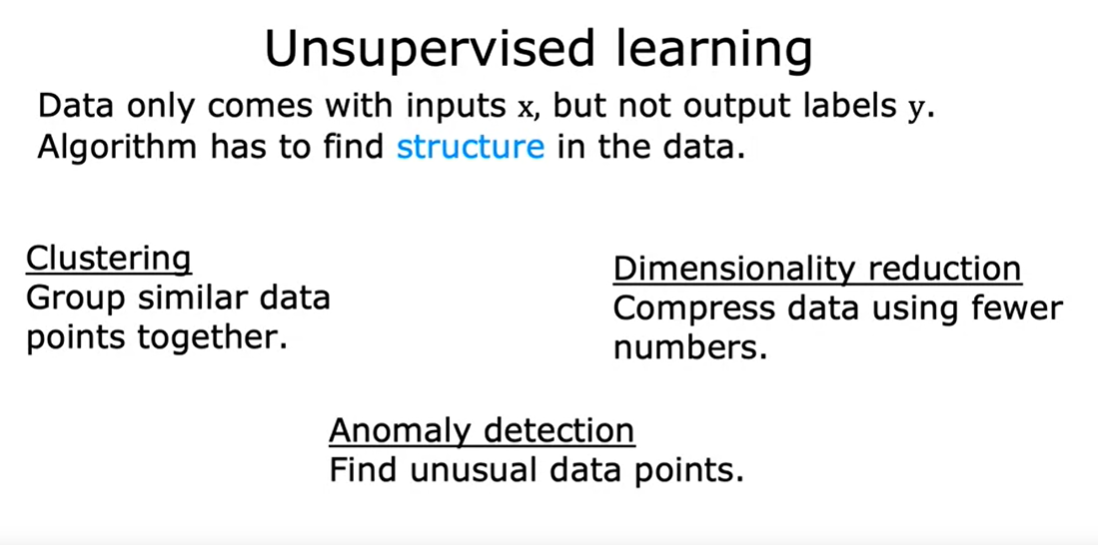 Unsupervised learning
Data only comes with inputs x, but not output labels y.
Algorithm has to find structure in the data.
Clustering
Group similar data
points together.
Dimensionality reduction
Compress data using fewer
numbers.
Anomaly detection
Find unusual data points.